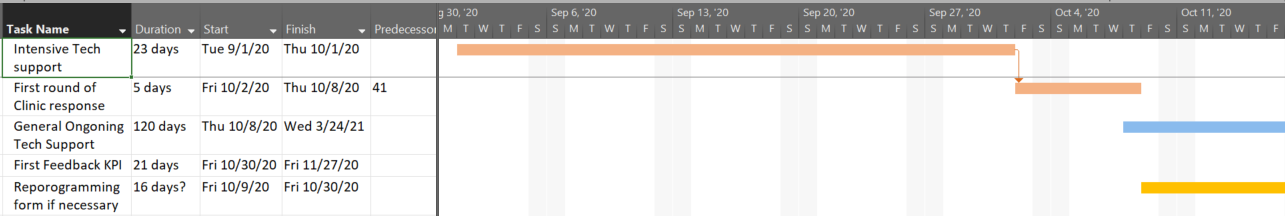 Task Name Duration Start Finish Predecessor
g 30, '20 Sep 6, '20 Sep 13, '20 Sep 20, '20 Sep 27, '20 Oct 4, '20 Oct 11, '20
M T W T F S S M T W T F S S M T W T F S S M T W T F S S M T W T F S S M T W T F S S M T W T F
Intensive Tech 23 days Tue 9/1/20 Thu 10/1/20
support
First round of 5 days Fri 10/2/20 Thu 10/8/20 41
Clinic response
General Ongoning 120 days Thu 10/8/20 Wed 3/24/21
Tech Support
First Feedback KPI 21 days Fri 10/30/20 Fri 11/27/20
Reporogramming 16 days? Fri 10/9/20 Fri 10/30/20
form if necessary